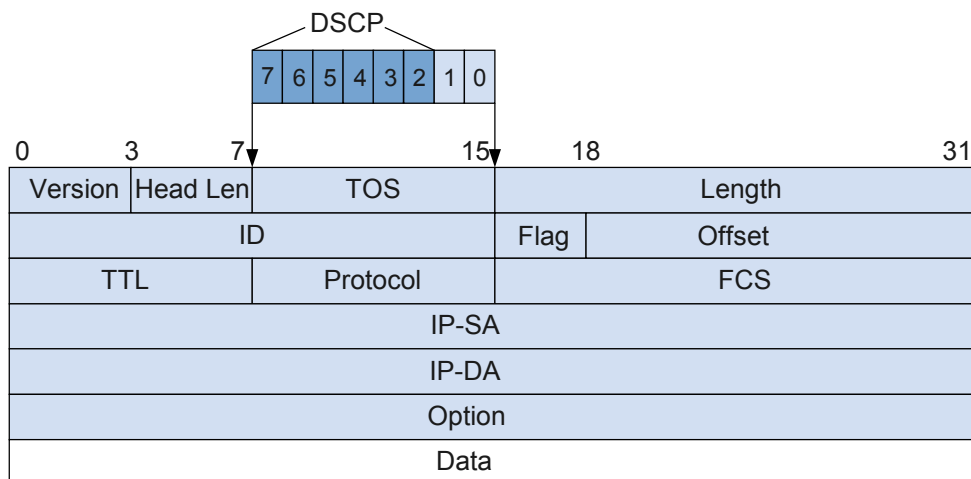 DSCP
7 6 5 4 3 2 1 0
0 3 7 15 18 31
Version Head Len TOS Length
ID Flag Offset
TTL Protocol FCS
IP-SA
IP-DA
Option
Data